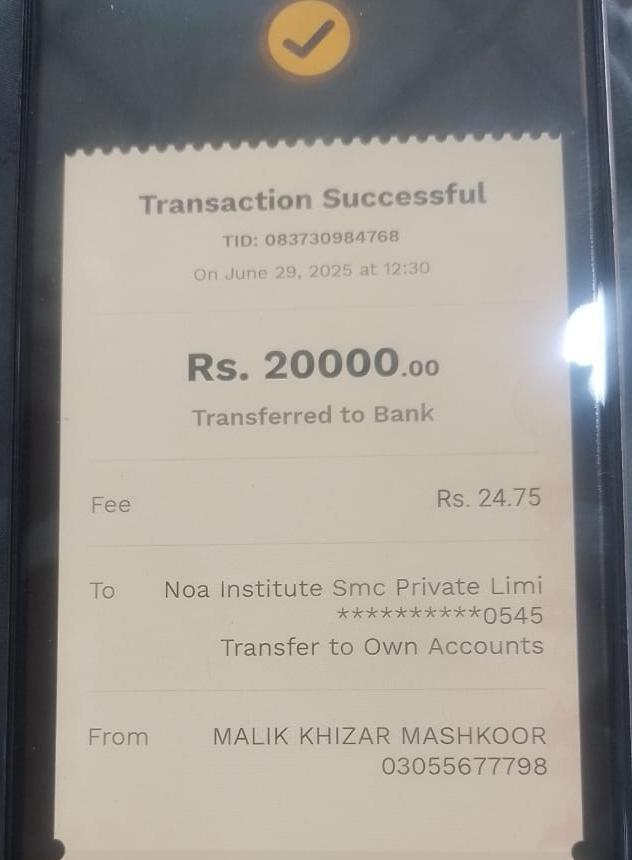 Transaction Successful
TID: 083730984768
On June 29, 2025 at 12:30
Rs. 20000.00
Transferred to Bank
Fee Rs. 24.75
To Noa Institute Smc Private Limi
**********0545
Transfer to Own Accounts
From MALIK KHIZAR MASHKOOR
03055677798